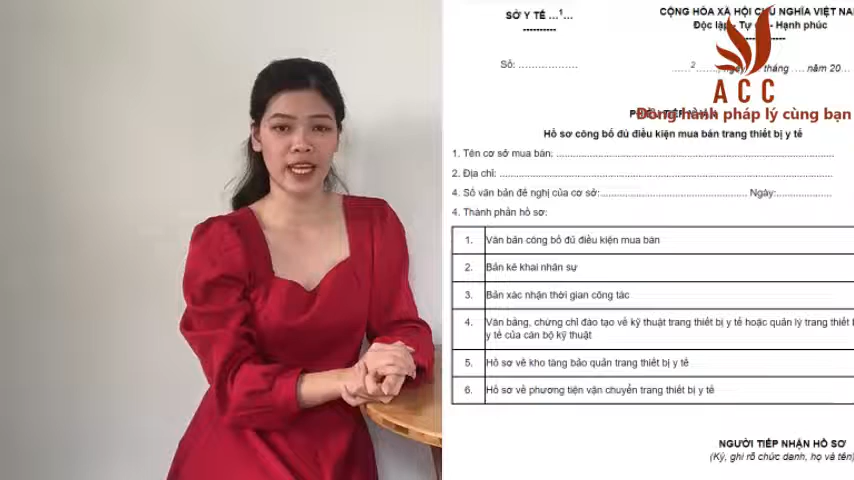 SỞ Y TẾ ...1...
----------
CỘNG HÒA XÃ HỘI CHỦ NGHĨA VIỆT NAM
Độc lập - Tự - Hạnh phúc
Số: ..................
......2......., ngày tháng .... năm 20...
ACC
Đồng hành pháp lý cùng bạn
Hồ sơ công bố đủ điều kiện mua bán trang thiết bị y tế
1. Tên cơ sở mua bán: ....................
2. Địa chỉ: ....................
4. Số văn bản đề nghị của cơ sở:.................... Ngày:....................
4. Thành phần hồ sơ:
1. Văn bản công bố đủ điều kiện mua bán
2. Bản kê khai nhân sự
3. Bản xác nhận thời gian công tác
4. Văn bằng, chứng chỉ đào tạo về kỹ thuật trang thiết bị y tế hoặc quản lý trang thiết
y tế của cán bộ kỹ thuật
5. Hồ sơ về kho tàng bảo quản trang thiết bị y tế
6. Hồ sơ về phương tiện vận chuyển trang thiết bị y tế
NGƯỜI TIẾP NHẬN HỒ SƠ
(Ký, ghi rõ chức danh, họ và tên)